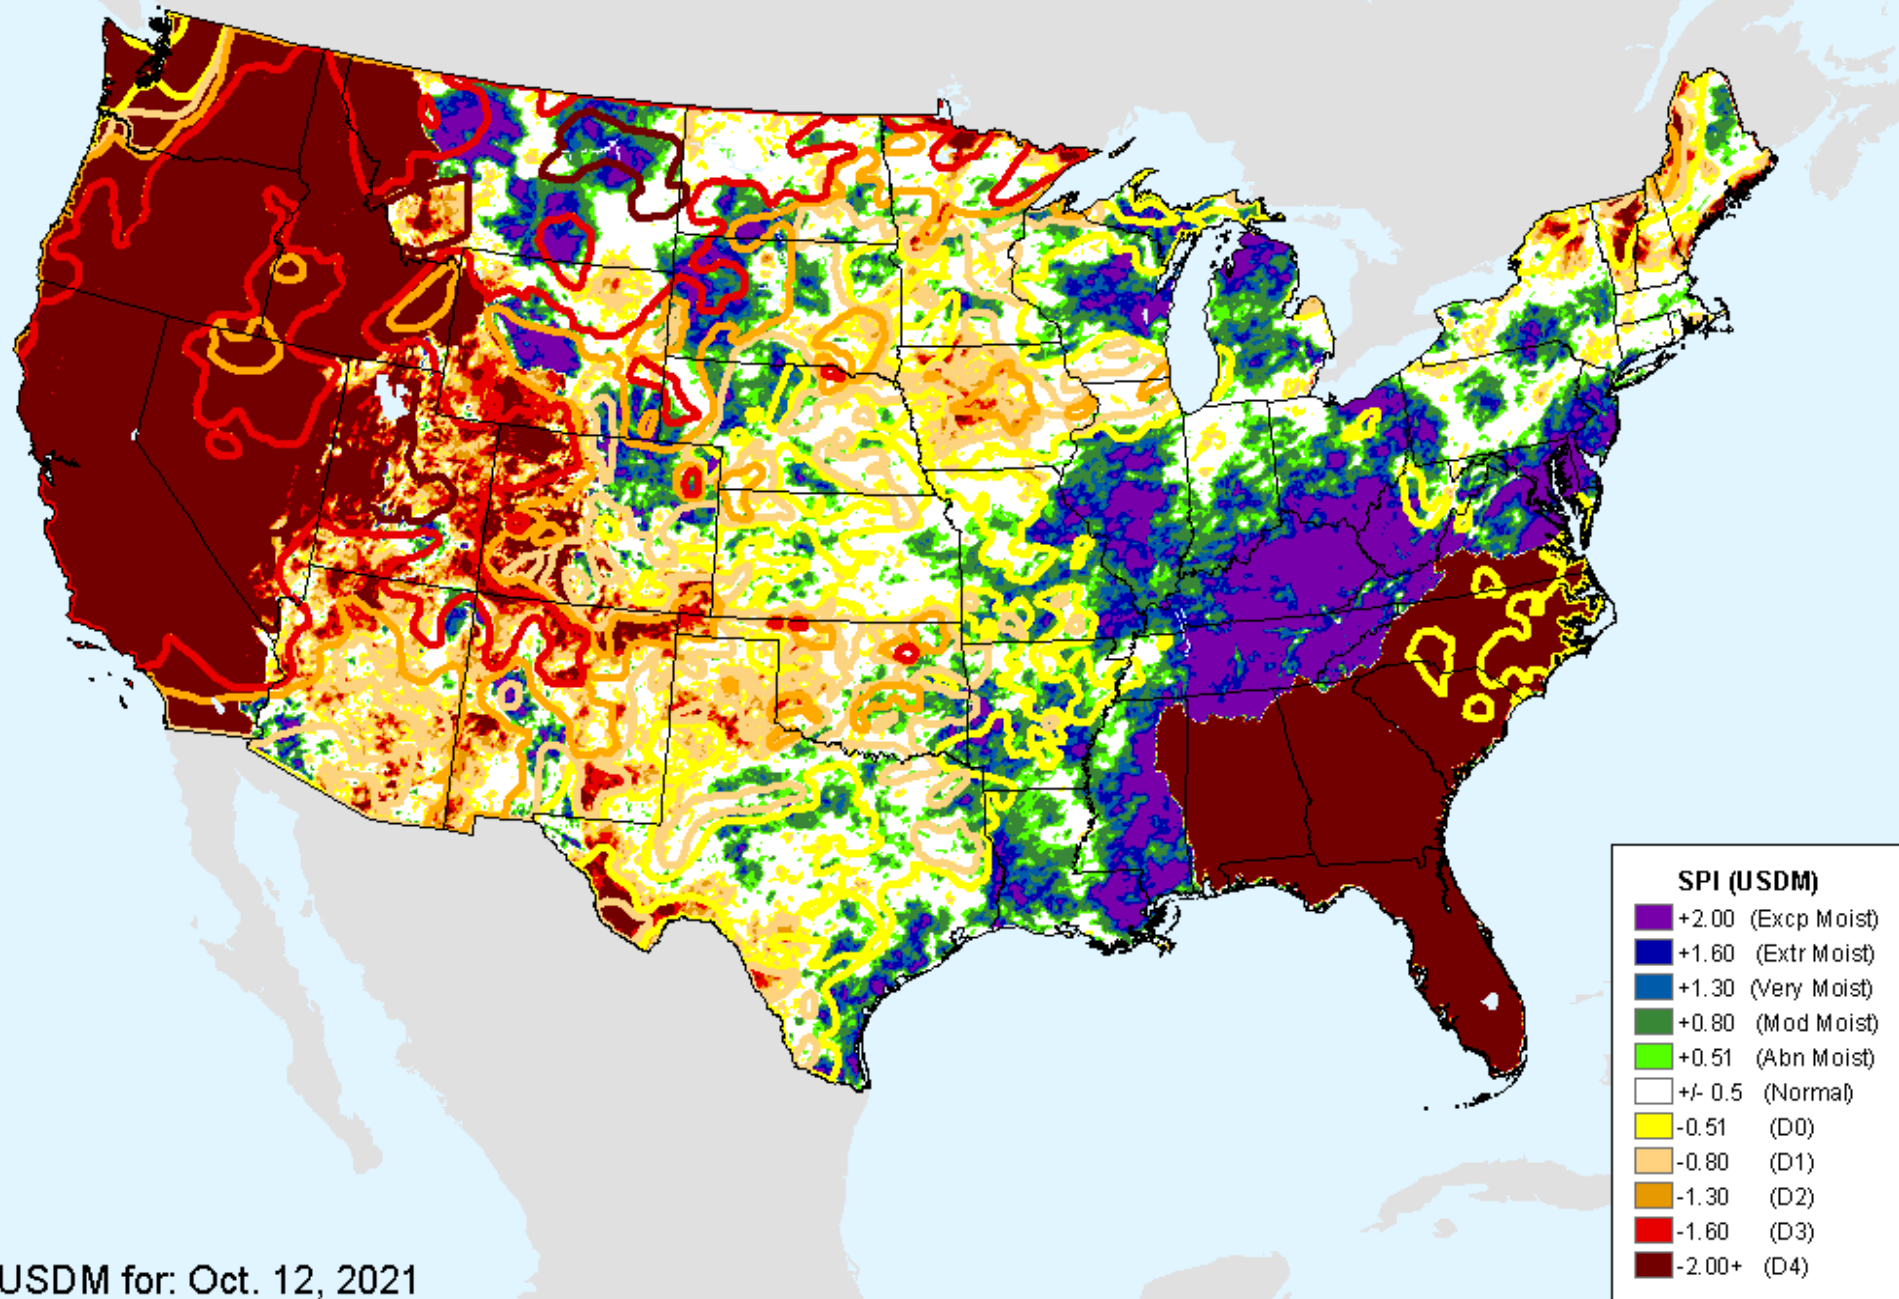 SPI (USDM)
+2.00 (Excp Moist)
+1.60 (Extr Moist)
+1.30 (Very Moist)
+0.80 (Mod Moist)
+0.51 (Abn Moist)
+/- 0.5 (Normal)
-0.51 (D0)
-0.80 (D1)
-1.30 (D2)
-1.60 (D3)
-2.00+ (D4)
USDM for: Oct. 12, 2021